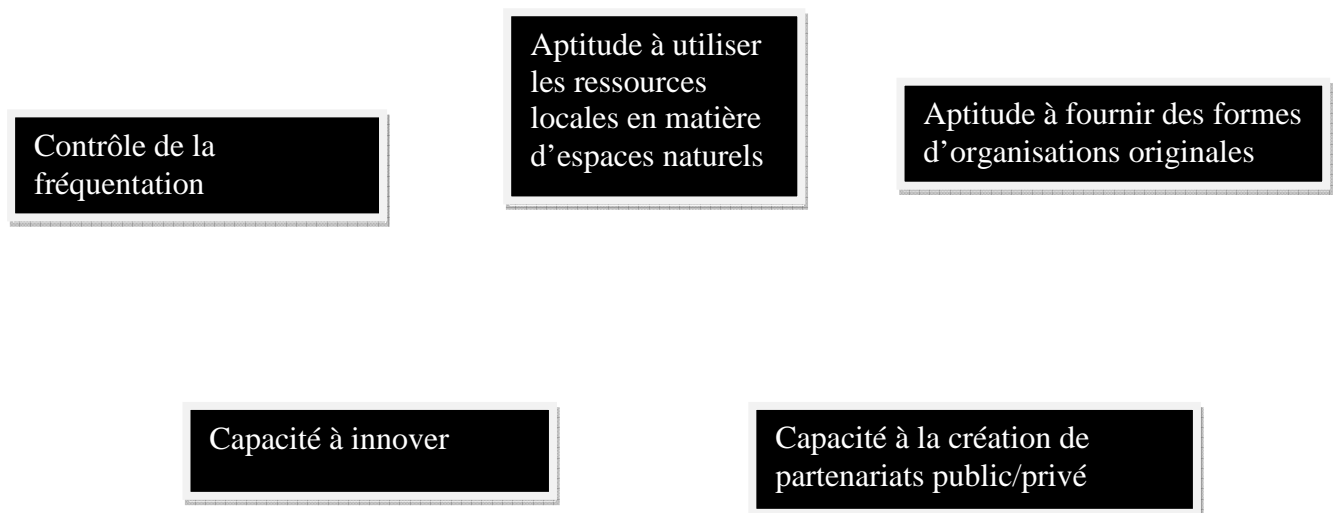 Contrôle de la
fréquentation
Aptitude à utiliser
les ressources
locales en matière
d’espaces naturels
Aptitude à fournir des formes
d’organisations originales
Capacité à innover
Capacité à la création de
partenariats public/privé